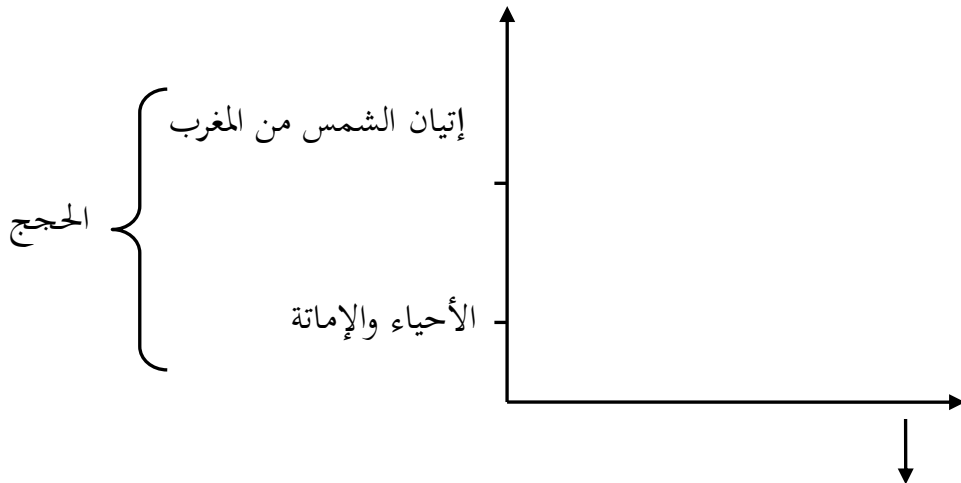 إتيان الشمس من المغرب
الحجج
الأحياء والإماتة